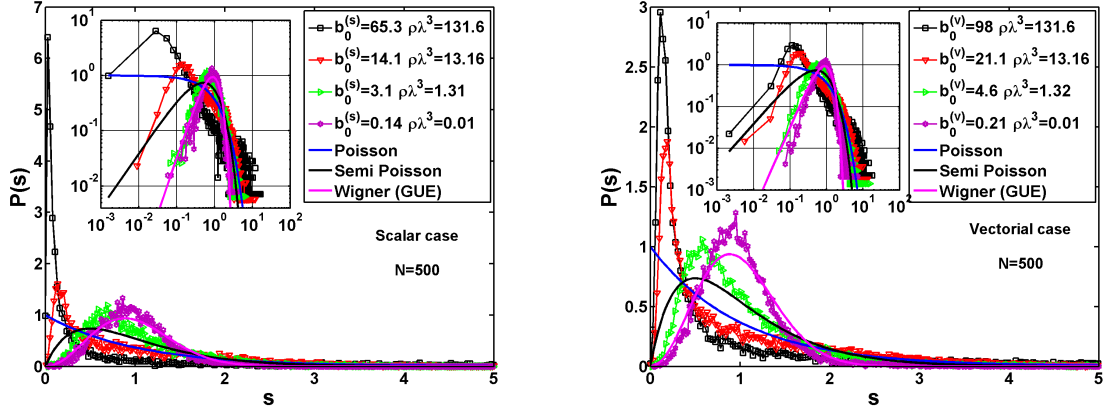 P(s)
7
6
5
4
3
2
1
0
0 1 2 3 4 5
s
10^1
10^0
10^-1
10^-2
10^-3 10^-2 10^-1 10^0 10^1 10^2
b_0^(s)=65.3 ρλ^3=131.6
b_0^(s)=14.1 ρλ^3=13.16
b_0^(s)=3.1 ρλ^3=1.31
b_0^(s)=0.14 ρλ^3=0.01
Poisson
Semi Poisson
Wigner (GUE)
Scalar case
N=500
P(s)
3
2.5
2
1.5
1
0.5
0
0 1 2 3 4 5
s
10^1
10^0
10^-1
10^-2
10^-3
10^-3 10^-2 10^-1 10^0 10^1 10^2
b_0^(v)=98 ρλ^3=131.6
b_0^(v)=21.1 ρλ^3=13.16
b_0^(v)=4.6 ρλ^3=1.32
b_0^(v)=0.21 ρλ^3=0.01
Poisson
Semi Poisson
Wigner (GUE)
Vectorial case
N=500